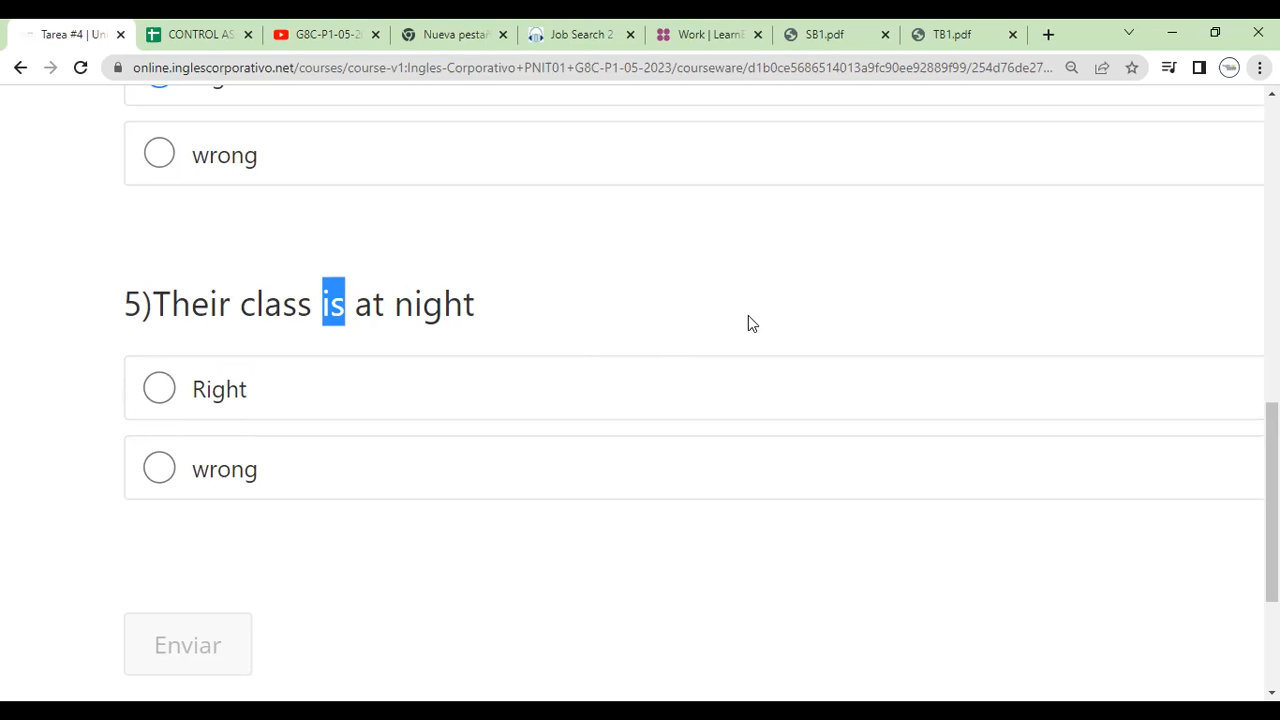 Tarea #4 | Un
CONTROL AS
G8C-P1-05-2
Nueva pesta
Job Search 2
Work | Learn
SB1.pdf
TB1.pdf
online.inglescorporativo.net/courses/course-v1:Ingles-Corporativo+PNIT01+G8C-P1-05-2023/courseware/d1b0ce5686514013a9fc90ee92889f99/254d76de27...
wrong
5)Their class is at night
Right
wrong
Enviar